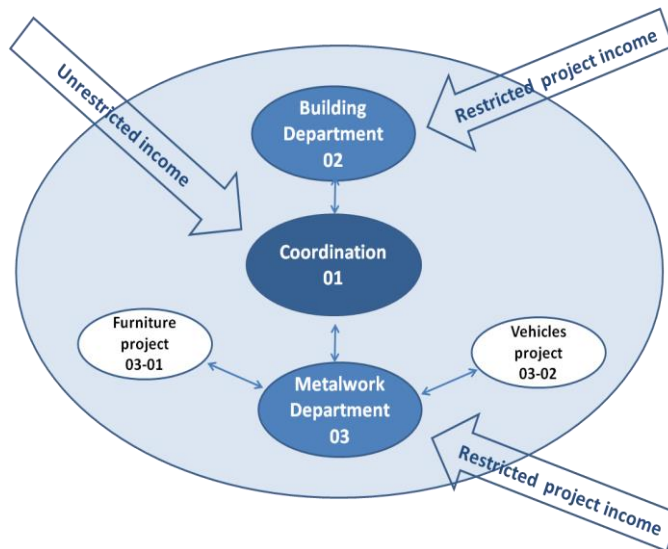 Unrestricted income
Restricted project income
Building
Department
02
Coordination
01
Furniture
project
03-01
Vehicles
project
03-02
Metalwork
Department
03
Restricted project income